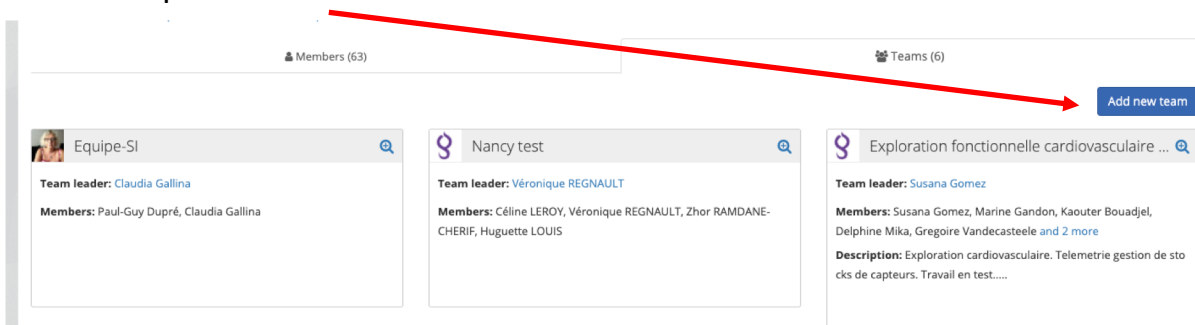 Members (63)
Teams (6)
Add new team
Equipe-SI
Team leader: Claudia Gallina
Members: Paul-Guy Dupré, Claudia Gallina
Nancy test
Team leader: Véronique REGNAULT
Members: Céline LEROY, Véronique REGNAULT, Zhor RAMDANE-
CHERIF, Huguette LOUIS
Exploration fonctionnelle cardiovasculaire ...
Team leader: Susana Gomez
Members: Susana Gomez, Marine Gandon, Kaouter Bouadjel,
Delphine Mika, Gregoire Vandecasteele and 2 more
Description: Exploration cardiovasculaire. Telemetrie gestion de sto
cks de capteurs. Travail en test.....